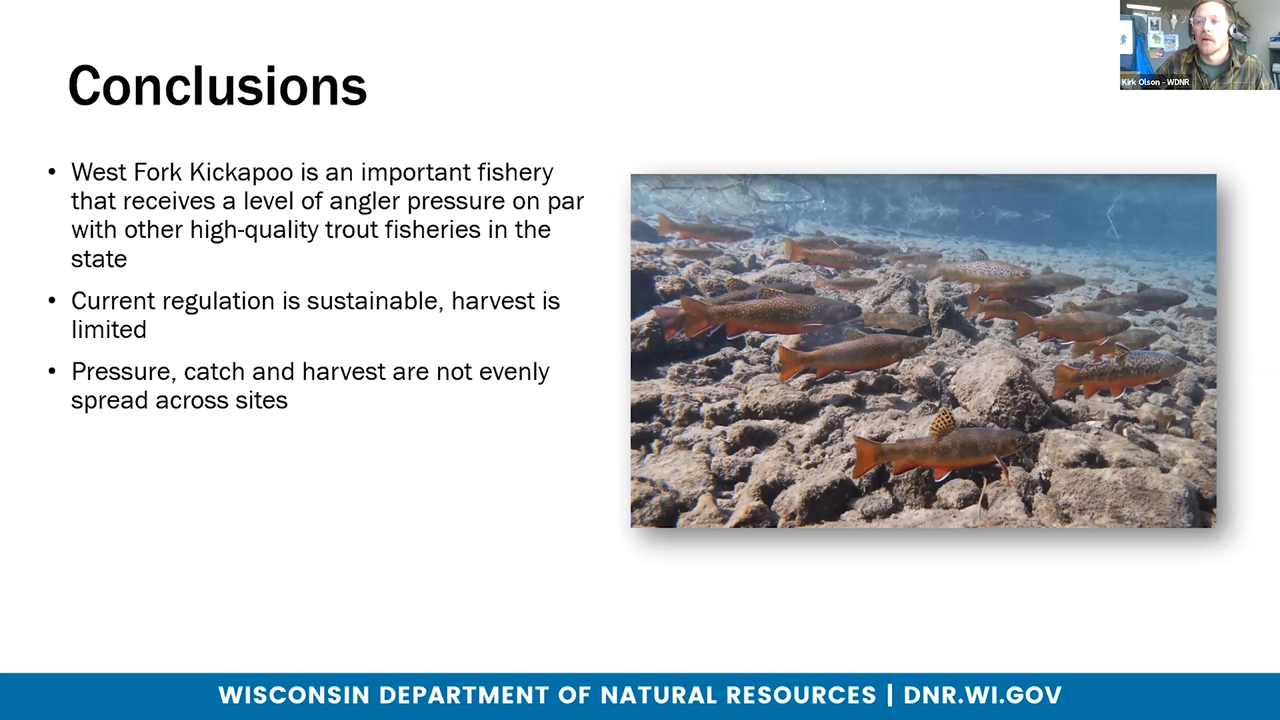 Kirk Olson - WDNR
Conclusions
• West Fork Kickapoo is an important fishery
that receives a level of angler pressure on par
with other high-quality trout fisheries in the
state
• Current regulation is sustainable, harvest is
limited
• Pressure, catch and harvest are not evenly
spread across sites
WISCONSIN DEPARTMENT OF NATURAL RESOURCES | DNR.WI.GOV